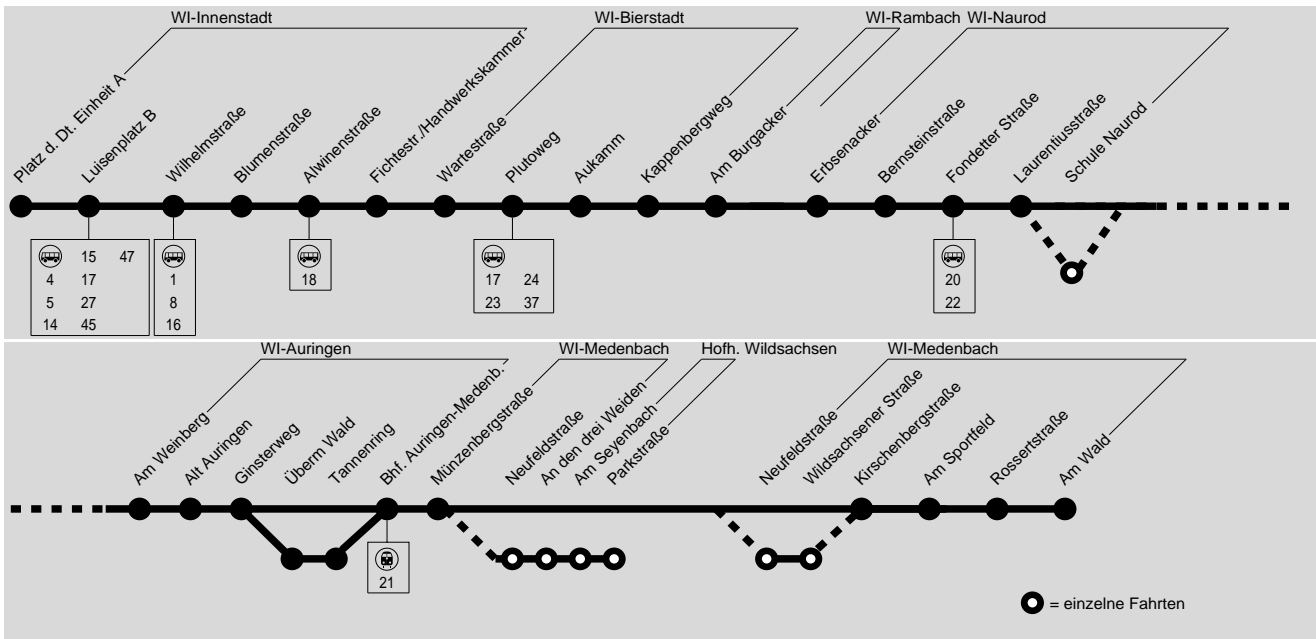 WI-Innenstadt
WI-Bierstadt
WI-Rambach
WI-Naurod
Platz d. Dt. Einheit A
Luisenplatz B
Wilhelmstraße
Blumenstraße
Alwinenstraße
Fichtestr./Handwerkskammer
Wartestraße
Plutoweg
Aukamm
Kappenbergweg
Am Burgacker
Erbsenacker
Bernsteinstraße
Fondetter Straße
Laurentiusstraße
Schule Naurod
15 47
4 17
5 27
14 45
1
8
16
18
17 24
23 37
20
22
WI-Auringen
WI-Medenbach
Hofh. Wildsachsen
WI-Medenbach
Am Weinberg
Alt Auringen
Ginsterweg
Überm Wald
Tannenring
Bhf. Auringen-Medenb.
Münzenbergstraße
Neufeldstraße
An den drei Weiden
Am Seyenbach
Parkstraße
Neufeldstraße
Wildsachsener Straße
Kirschenbergstraße
Am Sportfeld
Rossertstraße
Am Wald
21
= einzelne Fahrten